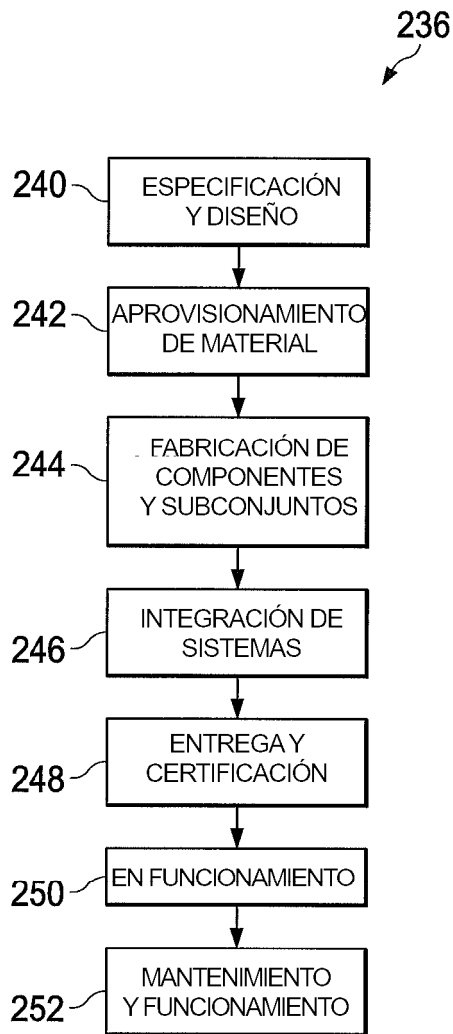 236
240
ESPECIFICACIÓN
Y DISEÑO
242
APROVISIONAMIENTO
DE MATERIAL
244
FABRICACIÓN DE
COMPONENTES
Y SUBCONJUNTOS
246
INTEGRACIÓN DE
SISTEMAS
248
ENTREGA Y
CERTIFICACIÓN
250
EN FUNCIONAMIENTO
252
MANTENIMIENTO
Y FUNCIONAMIENTO